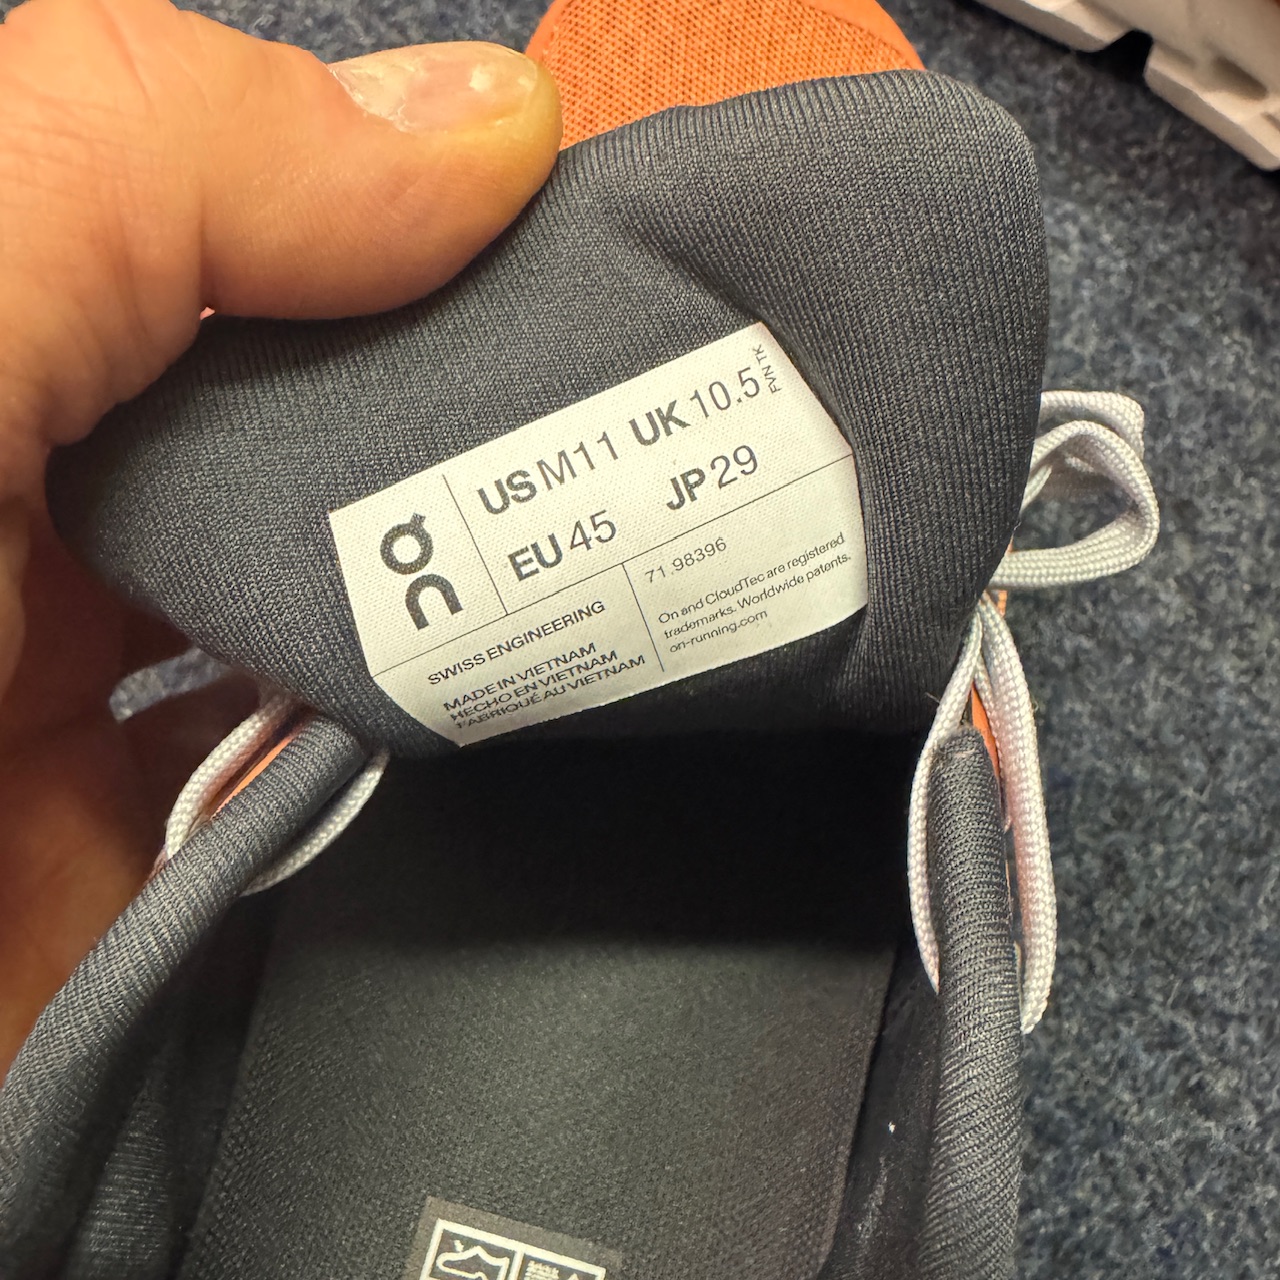 on
US M11 UK 10.5 FVN TK
EU 45 JP 29
71.98396
On and CloudTec are registered
trademarks. Worldwide patents.
on-running.com
SWISS ENGINEERING
MADE IN VIETNAM
HECHO EN VIETNAM
FABRIQUÉ AU VIETNAM